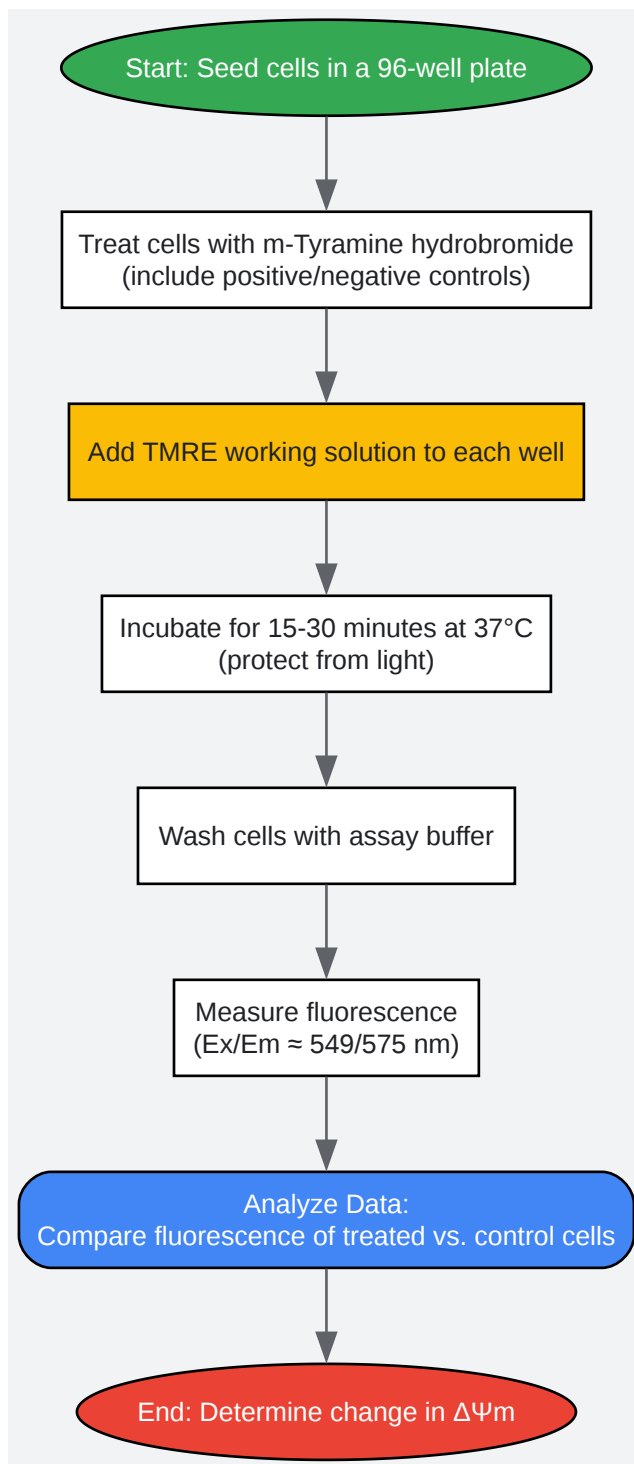 Start: Seed cells in a 96-well plate
Treat cells with m-Tyramine hydrobromide
(include positive/negative controls)
Add TMRE working solution to each well
Incubate for 15-30 minutes at 37°C
(protect from light)
Wash cells with assay buffer
Measure fluorescence
(Ex/Em ≈ 549/575 nm)
Analyze Data:
Compare fluorescence of treated vs. control cells
End: Determine change in ΔΨm